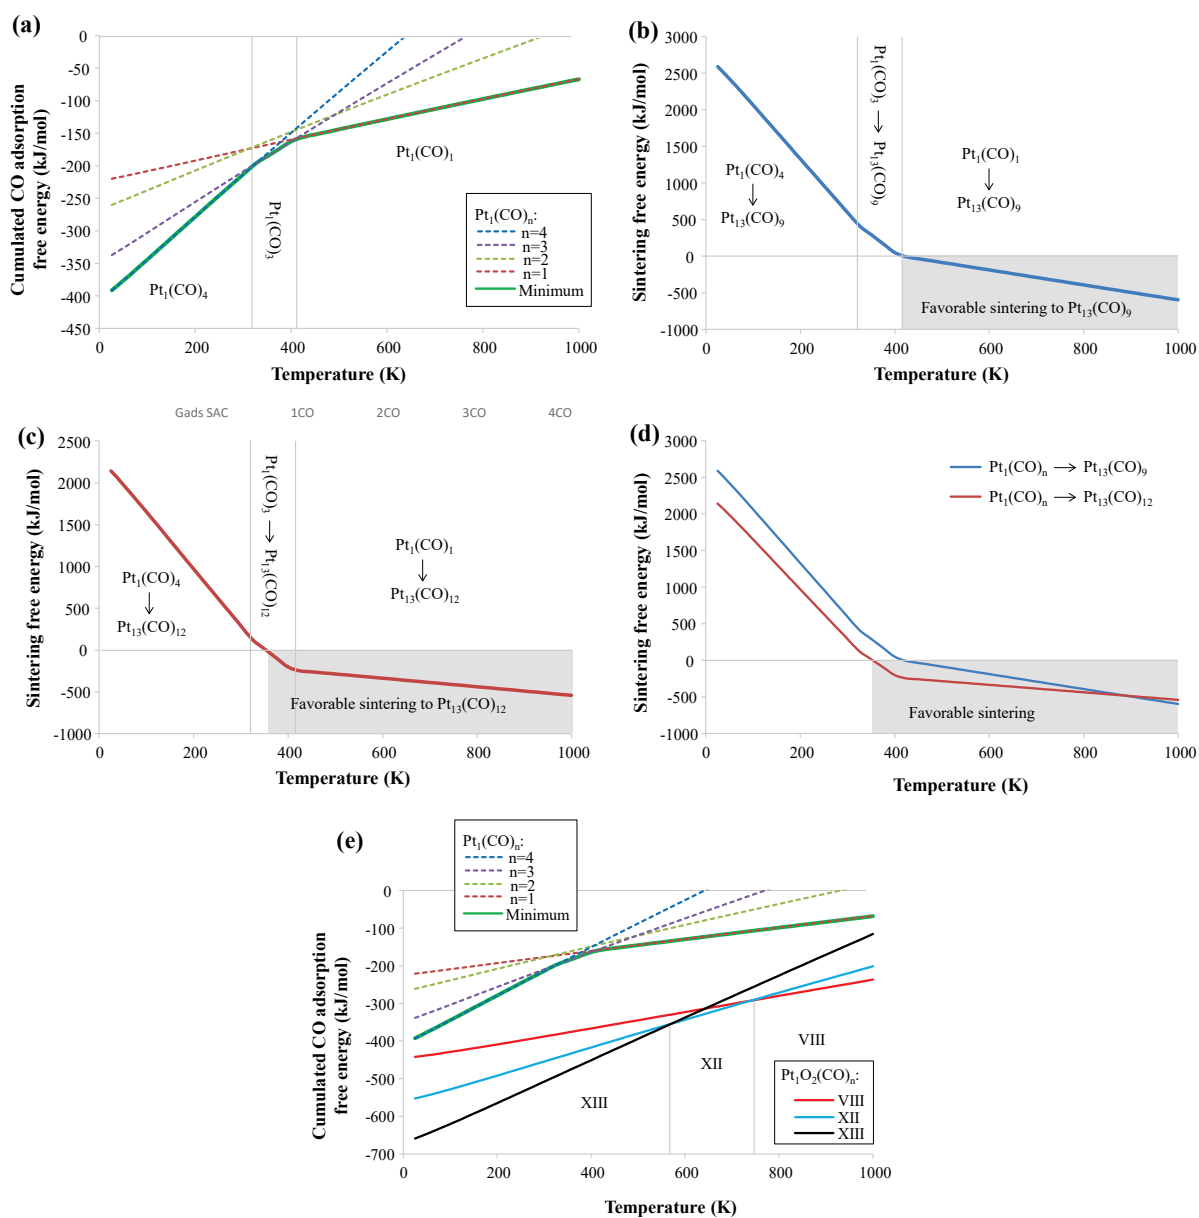 (a)
Cumulated CO adsorption
free energy (kJ/mol)
0
-50
-100
-150
-200
-250
-300
-350
-400
-450
0
200
400
600
800
1000
Temperature (K)
Pt₁(CO)₄
Pt₁(CO)₃
Pt₁(CO)₁
Pt₁(CO)ₙ:
n=4
n=3
n=2
n=1
Minimum
(b)
Sintering free energy (kJ/mol)
3000
2500
2000
1500
1000
500
0
-500
-1000
0
200
400
600
800
1000
Temperature (K)
Pt₁(CO)₄
↓
Pt₁₃(CO)₉
Pt₁(CO)₃ → Pt₁₃(CO)₉
Pt₁(CO)₁
↓
Pt₁₃(CO)₉
Favorable sintering to Pt₁₃(CO)₉
Gads SAC 1CO 2CO 3CO 4CO
(c)
Sintering free energy (kJ/mol)
2500
2000
1500
1000
500
0
-500
-1000
0
200
400
600
800
1000
Temperature (K)
Pt₁(CO)₄
↓
Pt₁₃(CO)₁₂
Pt₁(CO)₃ → Pt₁₃(CO)₁₂
Pt₁(CO)₁
↓
Pt₁₃(CO)₁₂
Favorable sintering to Pt₁₃(CO)₁₂
(d)
Sintering free energy (kJ/mol)
3000
2500
2000
1500
1000
500
0
-500
-1000
0
200
400
600
800
1000
Temperature (K)
Pt₁(CO)ₙ → Pt₁₃(CO)₉
Pt₁(CO)ₙ → Pt₁₃(CO)₁₂
Favorable sintering
(e)
Pt₁(CO)ₙ:
n=4
n=3
n=2
n=1
Minimum
Cumulated CO adsorption
free energy (kJ/mol)
0
-100
-200
-300
-400
-500
-600
-700
0
200
400
600
800
1000
Temperature (K)
XIII
XII
VIII
Pt₁O₂(CO)ₙ:
VIII
XII
XIII